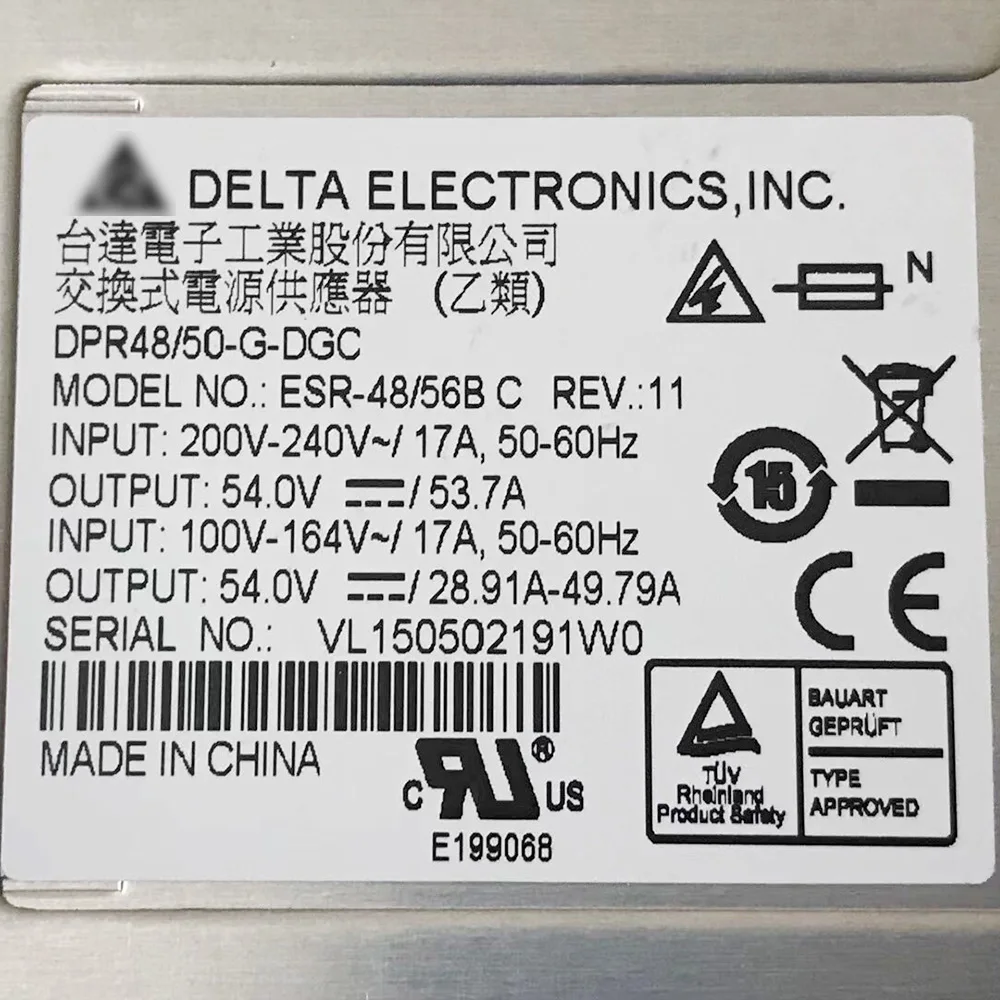 DELTA ELECTRONICS,INC.
台達電子工業股份有限公司
交換式電源供應器 (乙類)
DPR48/50-G-DGC
MODEL NO.: ESR-48/56B C REV.:11
INPUT: 200V-240V~/ 17A, 50-60Hz
OUTPUT: 54.0V ⎓/ 53.7A
INPUT: 100V-164V~/ 17A, 50-60Hz
OUTPUT: 54.0V ⎓/ 28.91A-49.79A
SERIAL NO.: VL150502191W0
MADE IN CHINA
N
15
CE
C UR ® US
E199068
TÜV
Rheinland
Product Safety
BAUART
GEPRÜFT
TYPE
APPROVED